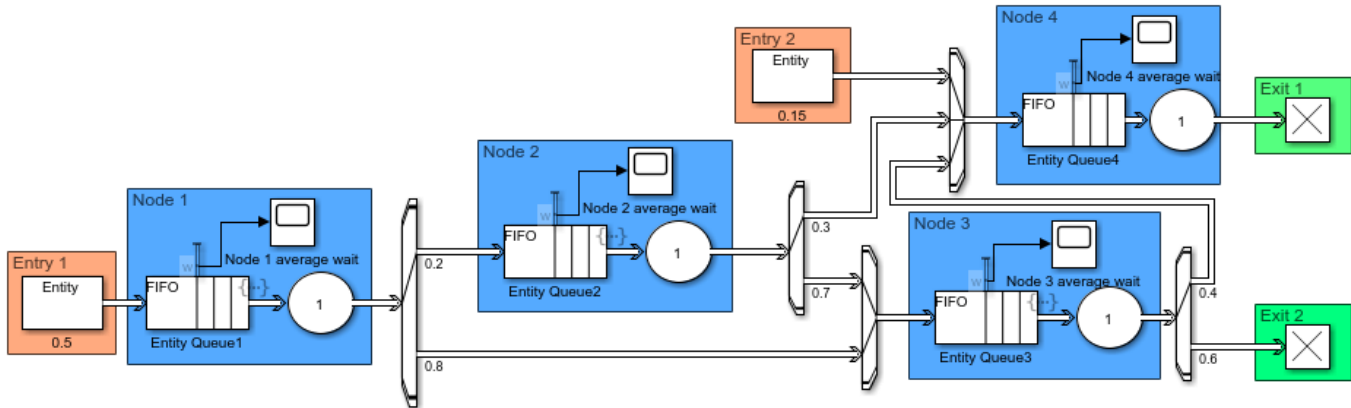 Entry 1
Entity
0.5
Node 1
w
Node 1 average wait
FIFO
{...}
Entity Queue1
1
0.2
0.8
Node 2
w
Node 2 average wait
FIFO
{...}
Entity Queue2
1
0.3
0.7
Entry 2
Entity
0.15
Node 3
w
Node 3 average wait
FIFO
{...}
Entity Queue3
1
0.4
0.6
Node 4
w
Node 4 average wait
FIFO
Entity Queue4
1
Exit 1
Exit 2